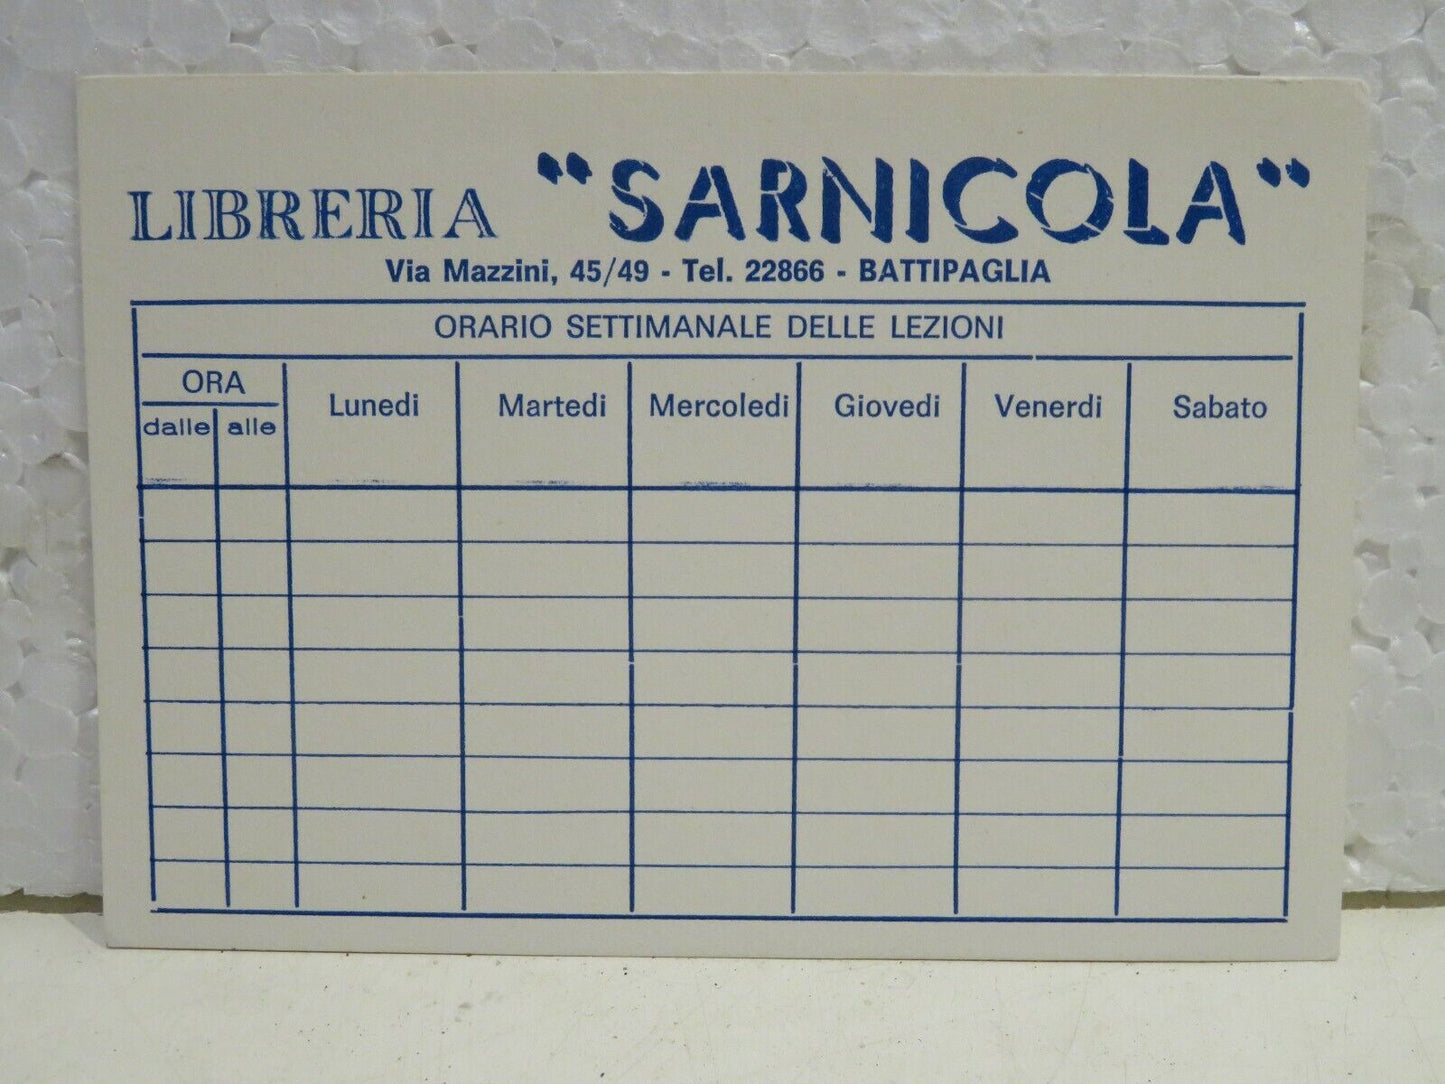 LIBRERIA "SARNICOLA"
Via Mazzini, 45/49 - Tel. 22866 - BATTIPAGLIA
ORARIO SETTIMANALE DELLE LEZIONI
ORA
Lunedi Martedi Mercoledi Giovedi Venerdi Sabato
dalle alle